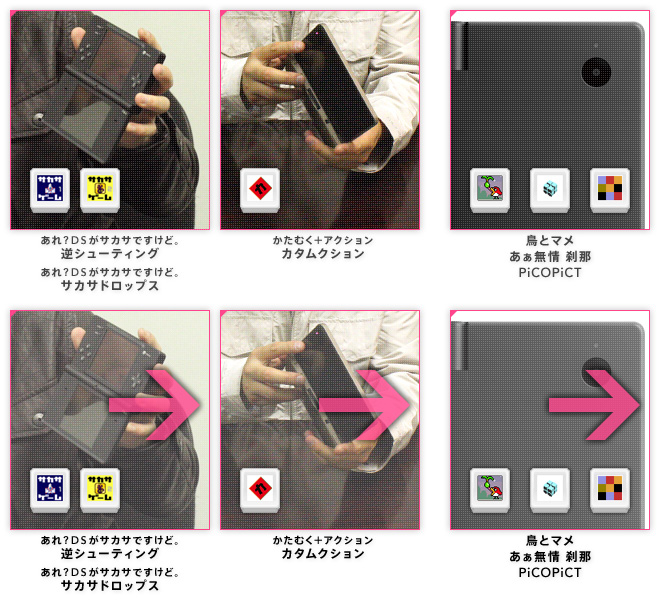 サカサ
ゲーム
サカサ
ゲーム
カ
あれ?DSがサカサですけど。
逆シューティング
あれ?DSがサカサですけど。
サカサドロップス
かたむく+アクション
カタムクション
鳥とマメ
あぁ無情 刹那
PiCOPiCT
サカサ
ゲーム
サカサ
ゲーム
カ
あれ?DSがサカサですけど。
逆シューティング
あれ?DSがサカサですけど。
サカサドロップス
かたむく+アクション
カタムクション
鳥とマメ
あぁ無情 刹那
PiCOPiCT